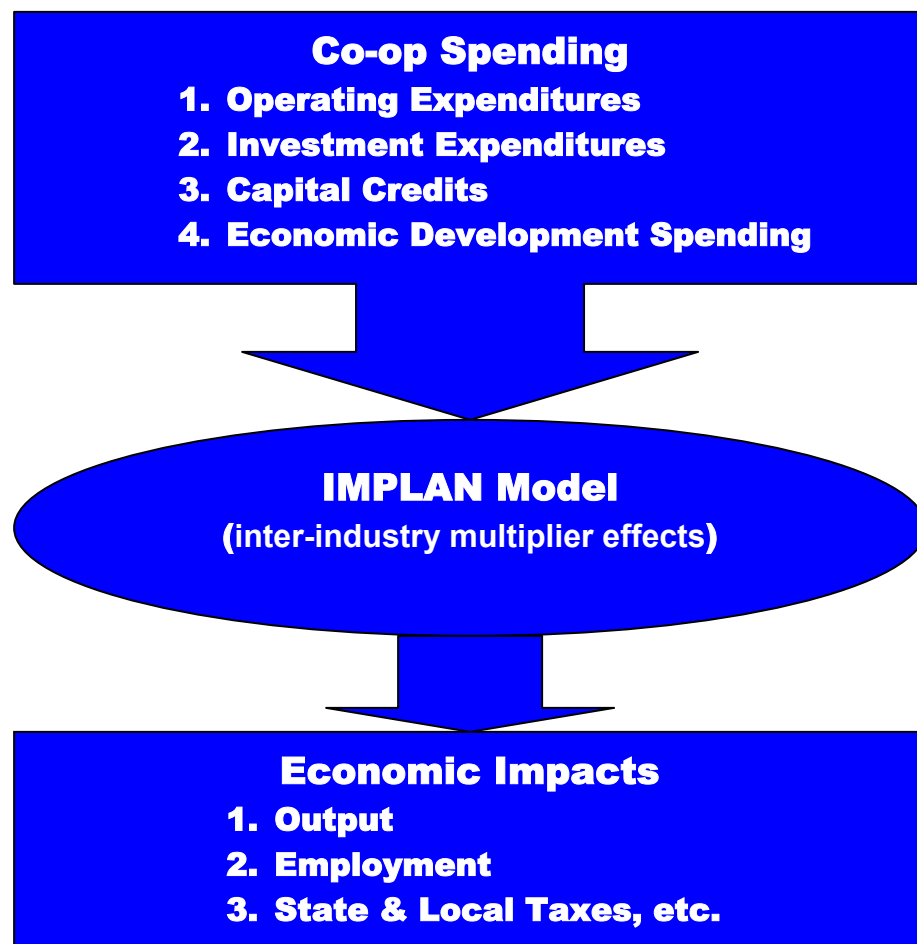 Co-op Spending
1. Operating Expenditures
2. Investment Expenditures
3. Capital Credits
4. Economic Development Spending
IMPLAN Model
(inter-industry multiplier effects)
Economic Impacts
1. Output
2. Employment
3. State & Local Taxes, etc.